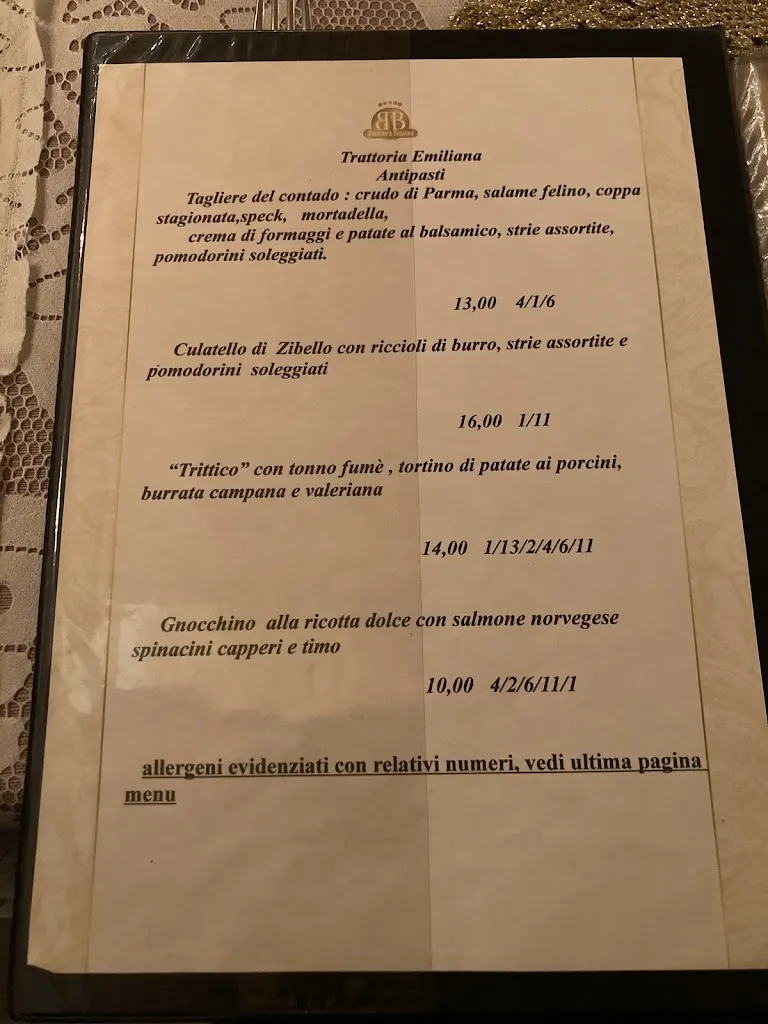 BB
Trattoria Emiliana
Antipasti
Tagliere del contado : crudo di Parma, salame felino, coppa
stagionata,speck, mortadella,
crema di formaggi e patate al balsamico, strie assortite,
pomodorini soleggiati.
13,00 4/1/6
Culatello di Zibello con riccioli di burro, strie assortite e
pomodorini soleggiati
16,00 1/11
“Trittico” con tonno fumè , tortino di patate ai porcini,
burrata campana e valeriana
14,00 1/13/2/4/6/11
Gnocchino alla ricotta dolce con salmone norvegese
spinacini capperi e timo
10,00 4/2/6/11/1
allergeni evidenziati con relativi numeri, vedi ultima pagina
menu